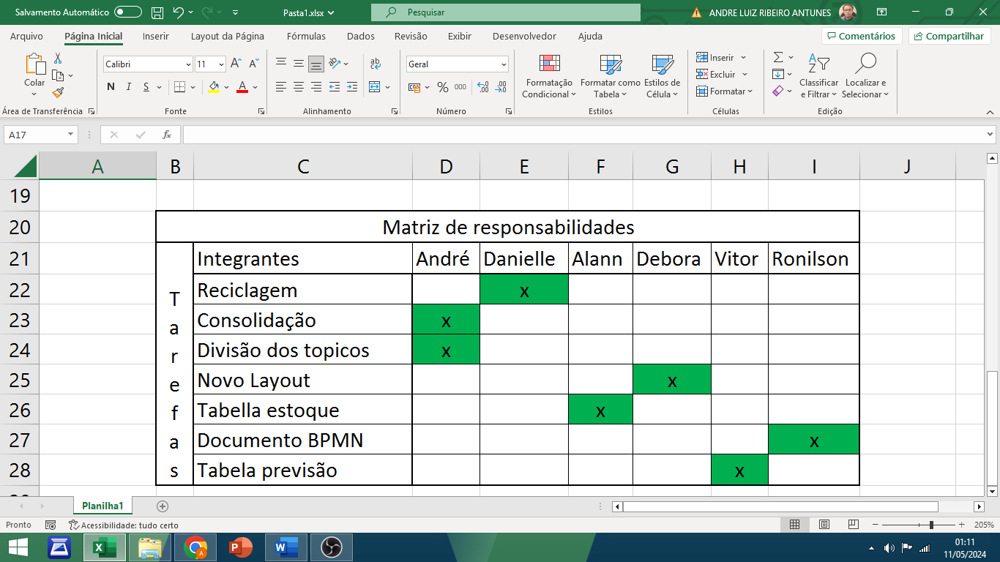 Salvamento Automático
Pasta1.xlsx
Pesquisar
ANDRE LUIZ RIBEIRO ANTUNES
Arquivo Página Inicial Inserir Layout da Página Fórmulas Dados Revisão Exibir Desenvolvedor Ajuda
Comentários Compartilhar
Colar
Área de Transferência
Calibri 11
N I S
A
Fonte
ab
Alinhamento
Geral
% 000
Número
Formatação Condicional
Formatar como Tabela
Estilos de Célula
Estilos
Inserir
Excluir
Formatar
Células
Classificar e Filtrar
Localizar e Selecionar
Edição
A17
fx
A B C D E F G H I J
19
20 Matriz de responsabilidades
21 Integrantes André Danielle Alann Debora Vitor Ronilson
Tarefas
22 Reciclagem x
23 Consolidação x
24 Divisão dos topicos x
25 Novo Layout x
26 Tabella estoque x
27 Documento BPMN x
28 Tabela previsão x
Planilha1
Pronto
Acessibilidade: tudo certo
205%
01:11
11/05/2024